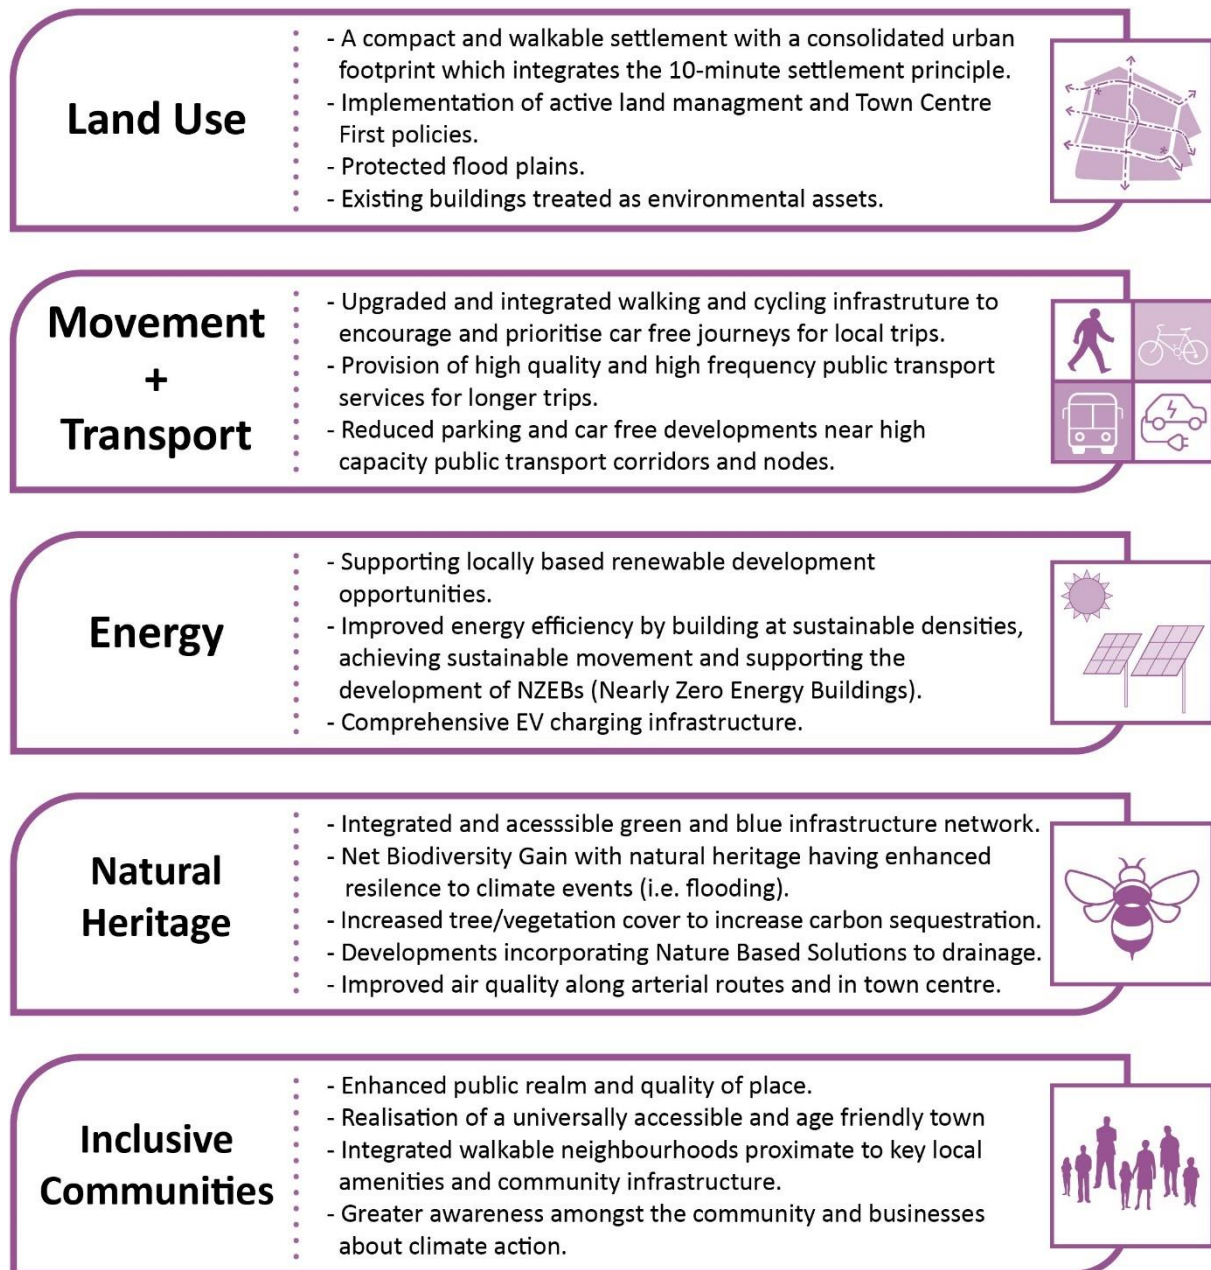 Land Use
- A compact and walkable settlement with a consolidated urban
footprint which integrates the 10-minute settlement principle.
- Implementation of active land managment and Town Centre
First policies.
- Protected flood plains.
- Existing buildings treated as environmental assets.
Movement
+
Transport
- Upgraded and integrated walking and cycling infrastruture to
encourage and prioritise car free journeys for local trips.
- Provision of high quality and high frequency public transport
services for longer trips.
- Reduced parking and car free developments near high
capacity public transport corridors and nodes.
Energy
- Supporting locally based renewable development
opportunities.
- Improved energy efficiency by building at sustainable densities,
achieving sustainable movement and supporting the
development of NZEBs (Nearly Zero Energy Buildings).
- Comprehensive EV charging infrastructure.
Natural
Heritage
- Integrated and acesssible green and blue infrastructure network.
- Net Biodiversity Gain with natural heritage having enhanced
resilence to climate events (i.e. flooding).
- Increased tree/vegetation cover to increase carbon sequestration.
- Developments incorporating Nature Based Solutions to drainage.
- Improved air quality along arterial routes and in town centre.
Inclusive
Communities
- Enhanced public realm and quality of place.
- Realisation of a universally accessible and age friendly town
- Integrated walkable neighbourhoods proximate to key local
amenities and community infrastructure.
- Greater awareness amongst the community and businesses
about climate action.